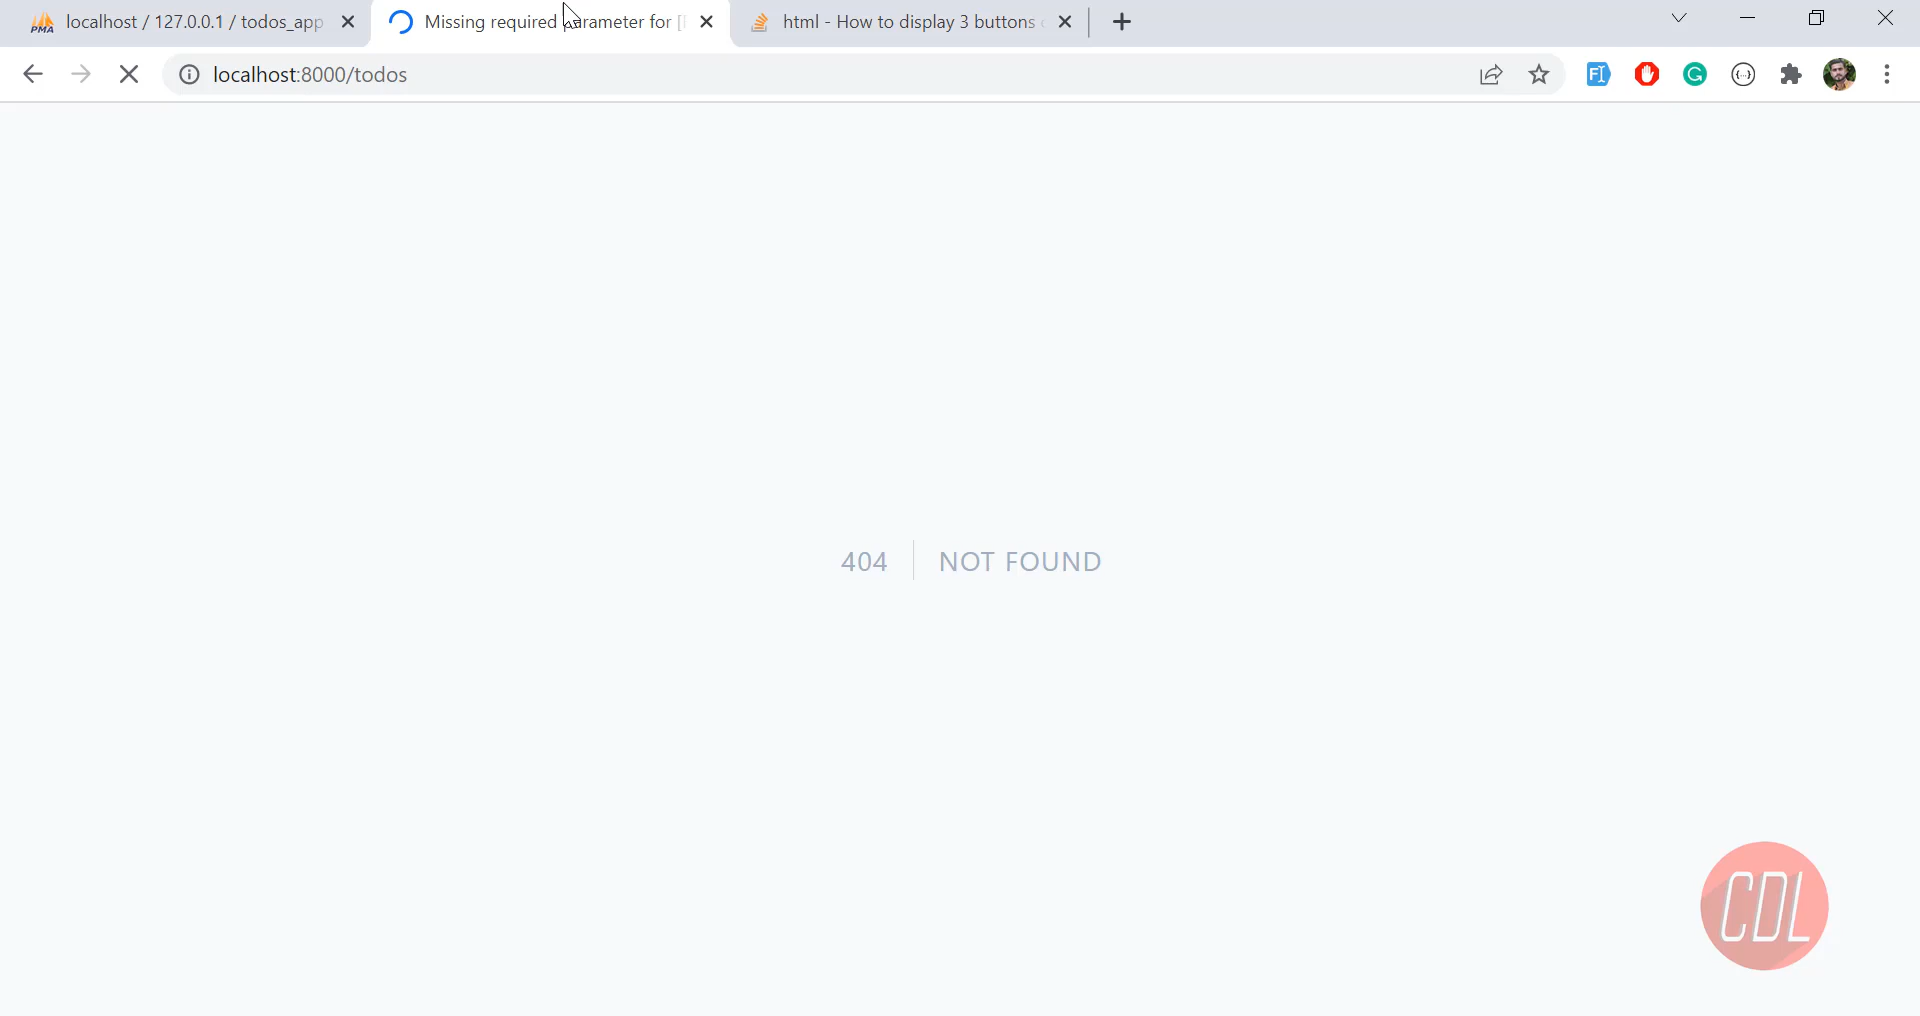 localhost / 127.0.0.1 / todos_app
Missing required parameter for [
html - How to display 3 buttons
localhost:8000/todos
404 NOT FOUND
CDL